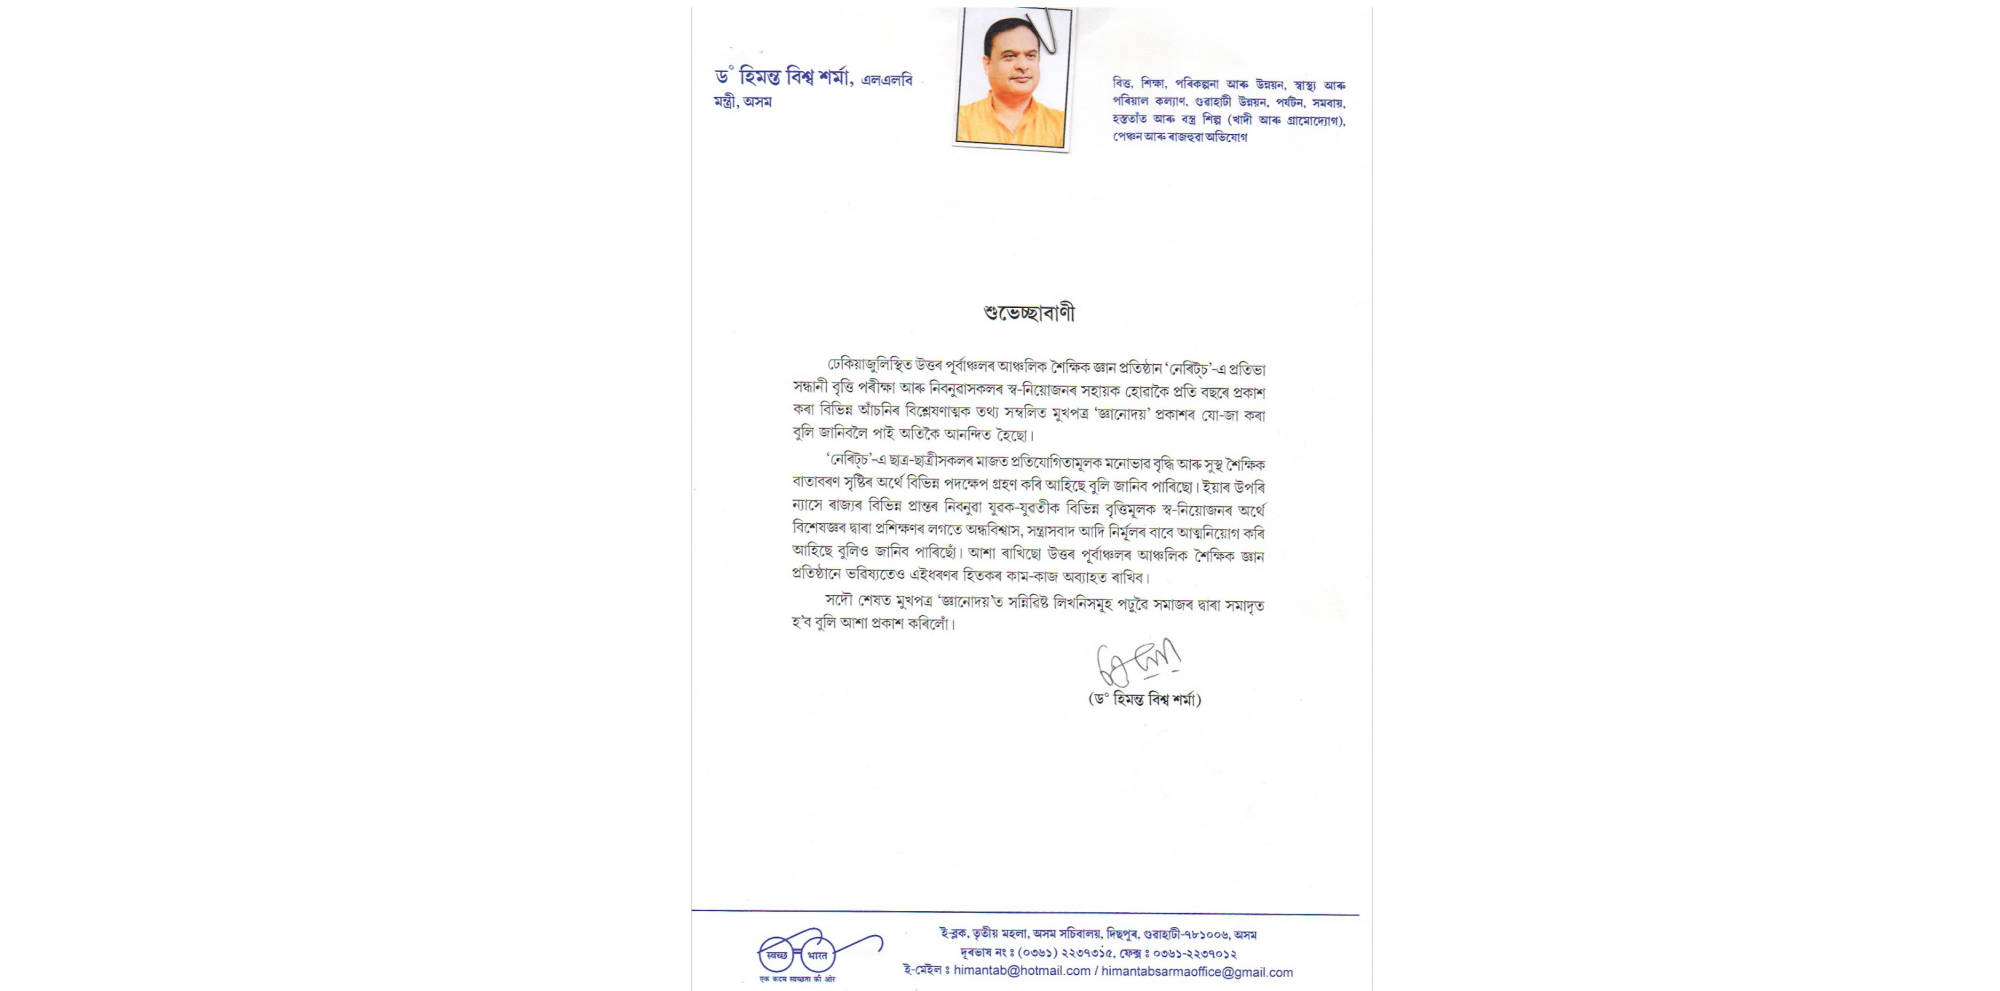 ড° হিমন্ত বিশ্ব শৰ্মা, এলএলবি
মন্ত্ৰী, অসম
বিত্ত, শিক্ষা, পৰিকল্পনা আৰু উন্নয়ন, স্বাস্থ্য আৰু
পৰিয়াল কল্যাণ, গুৱাহাটী উন্নয়ন, পৰ্যটন, সমবায়,
হস্ততাঁত আৰু বস্ত্ৰ শিল্প (খাদী আৰু গ্ৰামোদ্যোগ),
পেঞ্চন আৰু ৰাজহুৱা অভিযোগ
শুভেচ্ছাবাণী
ঢেকিয়াজুলিস্থিত উত্তৰ পূৰ্বাঞ্চলৰ আঞ্চলিক শৈক্ষিক জ্ঞান প্ৰতিষ্ঠান ‘নেৰিট্চ’-এ প্ৰতিভা
সন্ধানী বৃত্তি পৰীক্ষা আৰু নিবনুৱাসকলৰ স্ব-নিয়োজনৰ সহায়ক হোৱাকৈ প্ৰতি বছৰে প্ৰকাশ
কৰা বিভিন্ন আঁচনিৰ বিশ্লেষণাত্মক তথ্য সম্বলিত মুখপত্ৰ ‘জ্ঞানোদয়’ প্ৰকাশৰ যো-জা কৰা
বুলি জানিবলৈ পাই অতিকৈ আনন্দিত হৈছো।
‘নেৰিট্চ’-এ ছাত্ৰ-ছাত্ৰীসকলৰ মাজত প্ৰতিযোগিতামূলক মনোভাৱ বৃদ্ধি আৰু সুস্থ শৈক্ষিক
বাতাবৰণ সৃষ্টিৰ অৰ্থে বিভিন্ন পদক্ষেপ গ্ৰহণ কৰি আহিছে বুলি জানিব পাৰিছো। ইয়াৰ উপৰি
ন্যাসে ৰাজ্যৰ বিভিন্ন প্ৰান্তৰ নিবনুৱা যুৱক-যুৱতীক বিভিন্ন বৃত্তিমূলক স্ব-নিয়োজনৰ অৰ্থে
বিশেষজ্ঞৰ দ্বাৰা প্ৰশিক্ষণৰ লগতে অন্ধবিশ্বাস, সন্ত্ৰাসবাদ আদি নিৰ্মূলৰ বাবে আত্মনিয়োগ কৰি
আহিছে বুলিও জানিব পাৰিছোঁ। আশা ৰাখিছো উত্তৰ পূৰ্বাঞ্চলৰ আঞ্চলিক শৈক্ষিক জ্ঞান
প্ৰতিষ্ঠানে ভৱিষ্যতেও এইধৰণৰ হিতকৰ কাম-কাজ অব্যাহত ৰাখিব।
সদৌ শেষত মুখপত্ৰ ‘জ্ঞানোদয়’ত সন্নিৱিষ্ট লিখনিসমূহ পঢ়ুৱৈ সমাজৰ দ্বাৰা সমাদৃত
হ’ব বুলি আশা প্ৰকাশ কৰিলোঁ।
(ড° হিমন্ত বিশ্ব শৰ্মা)
स्वच्छ भारत
एक कदम स्वच्छता की ओर
ই-ব্লক, তৃতীয় মহলা, অসম সচিবালয়, দিছপুৰ, গুৱাহাটী-৭৮১০০৬, অসম
দূৰভাষ নং ঃ (০৩৬১) ২২৩৭৩১৫, ফেক্স ঃ ০৩৬১-২২৩৭০১২
ই-মেইল ঃ himantab@hotmail.com / himantabsarmaoffice@gmail.com